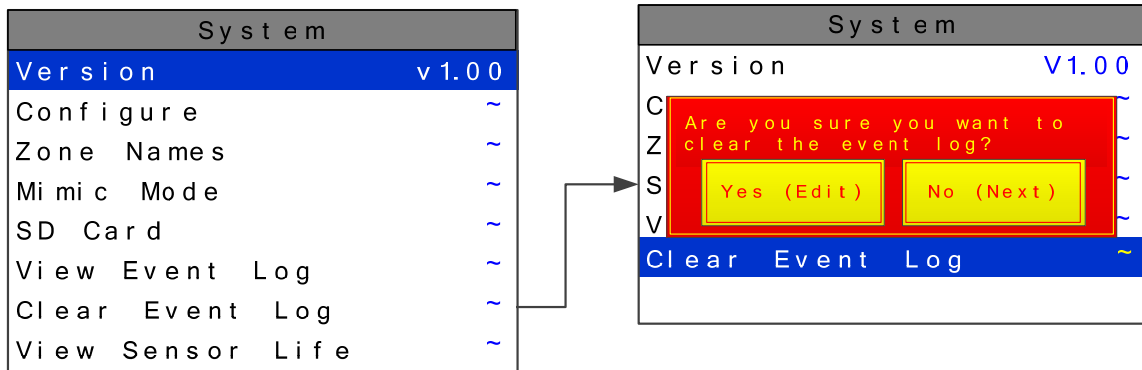 System
Version v1.00
Configure ~
Zone Names ~
Mimic Mode ~
SD Card ~
View Event Log ~
Clear Event Log ~
View Sensor Life ~
System
Version V1.00
C ~
Are you sure you want to
clear the event log?
Z ~
S ~
Yes (Edit) No (Next)
V ~
Clear Event Log ~